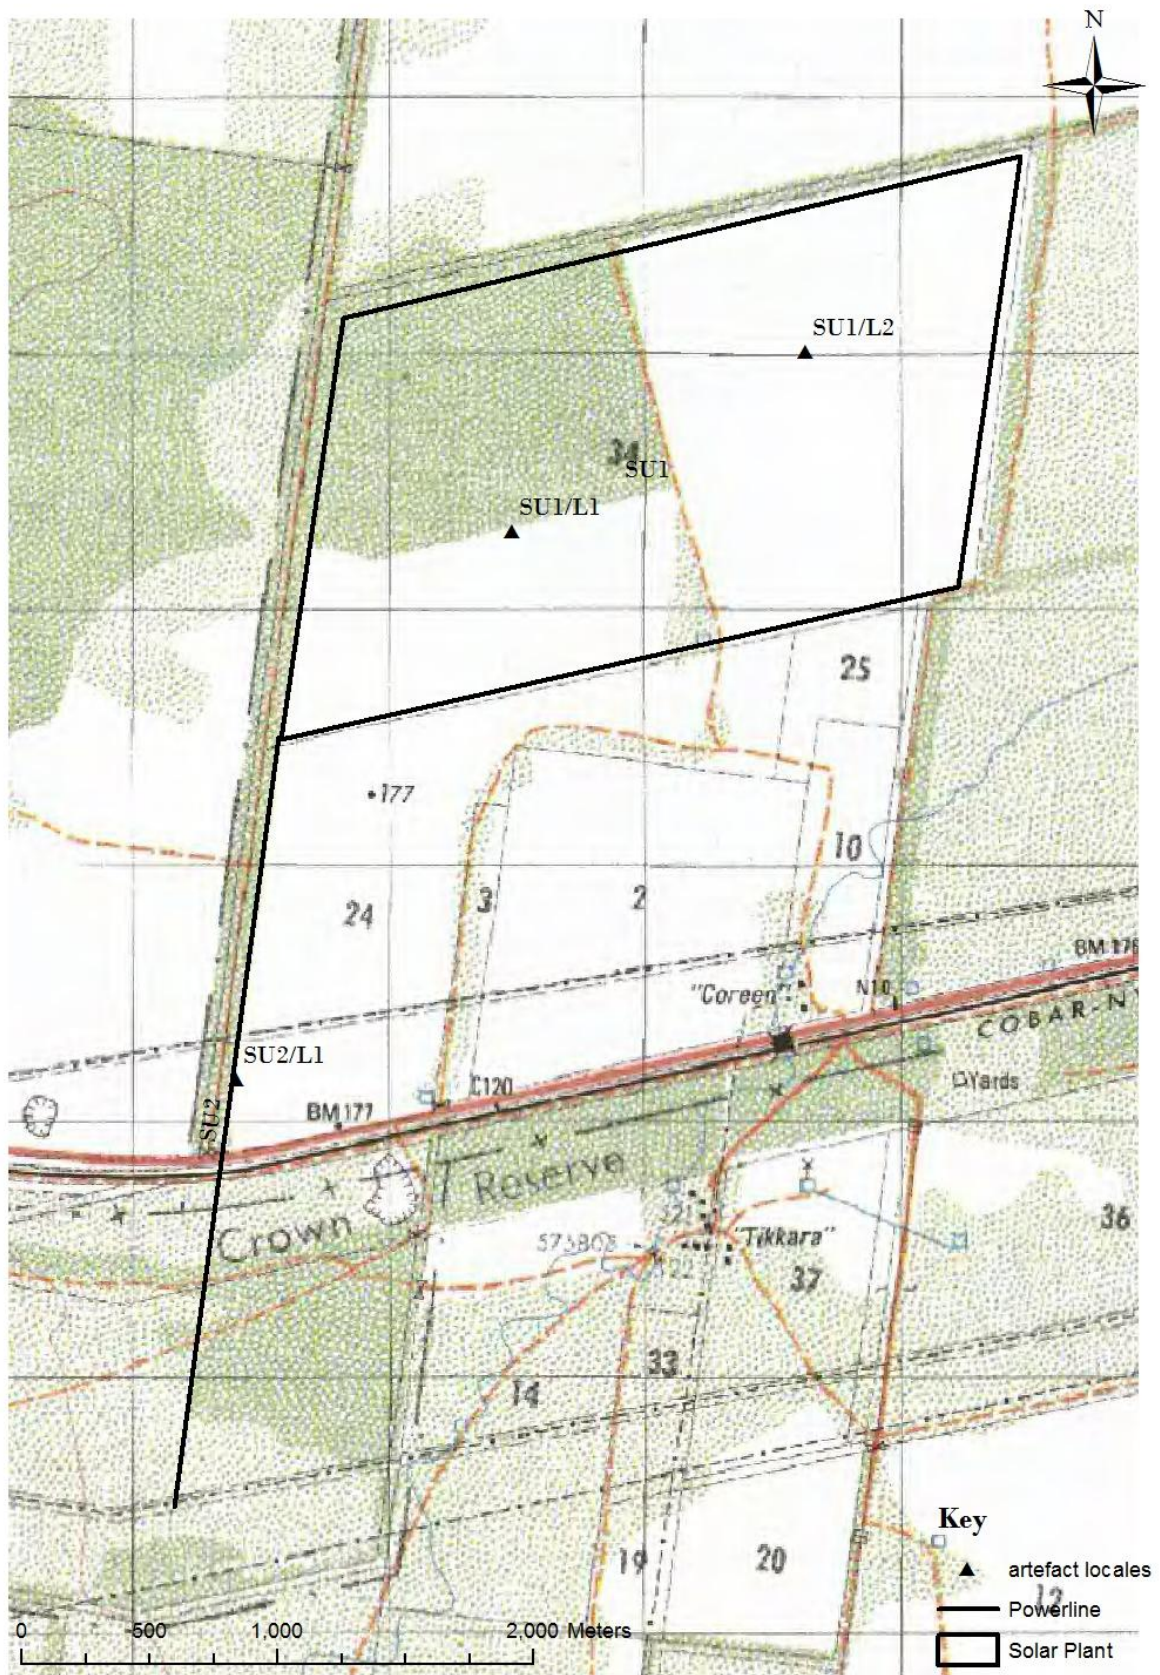 N
SU1/L2
34
SU1
SU1/L1
25
177
10
24
3
2
BM 176
"Coreen"
N10
COBAR-N
SU2/L1
C120
Yards
BM 177
SU2
Reserve
Crown
36
"Tikkara"
37
33
14
Key
19
20
artefact locales
12
Powerline
0 500 1,000 2,000 Meters
Solar Plant